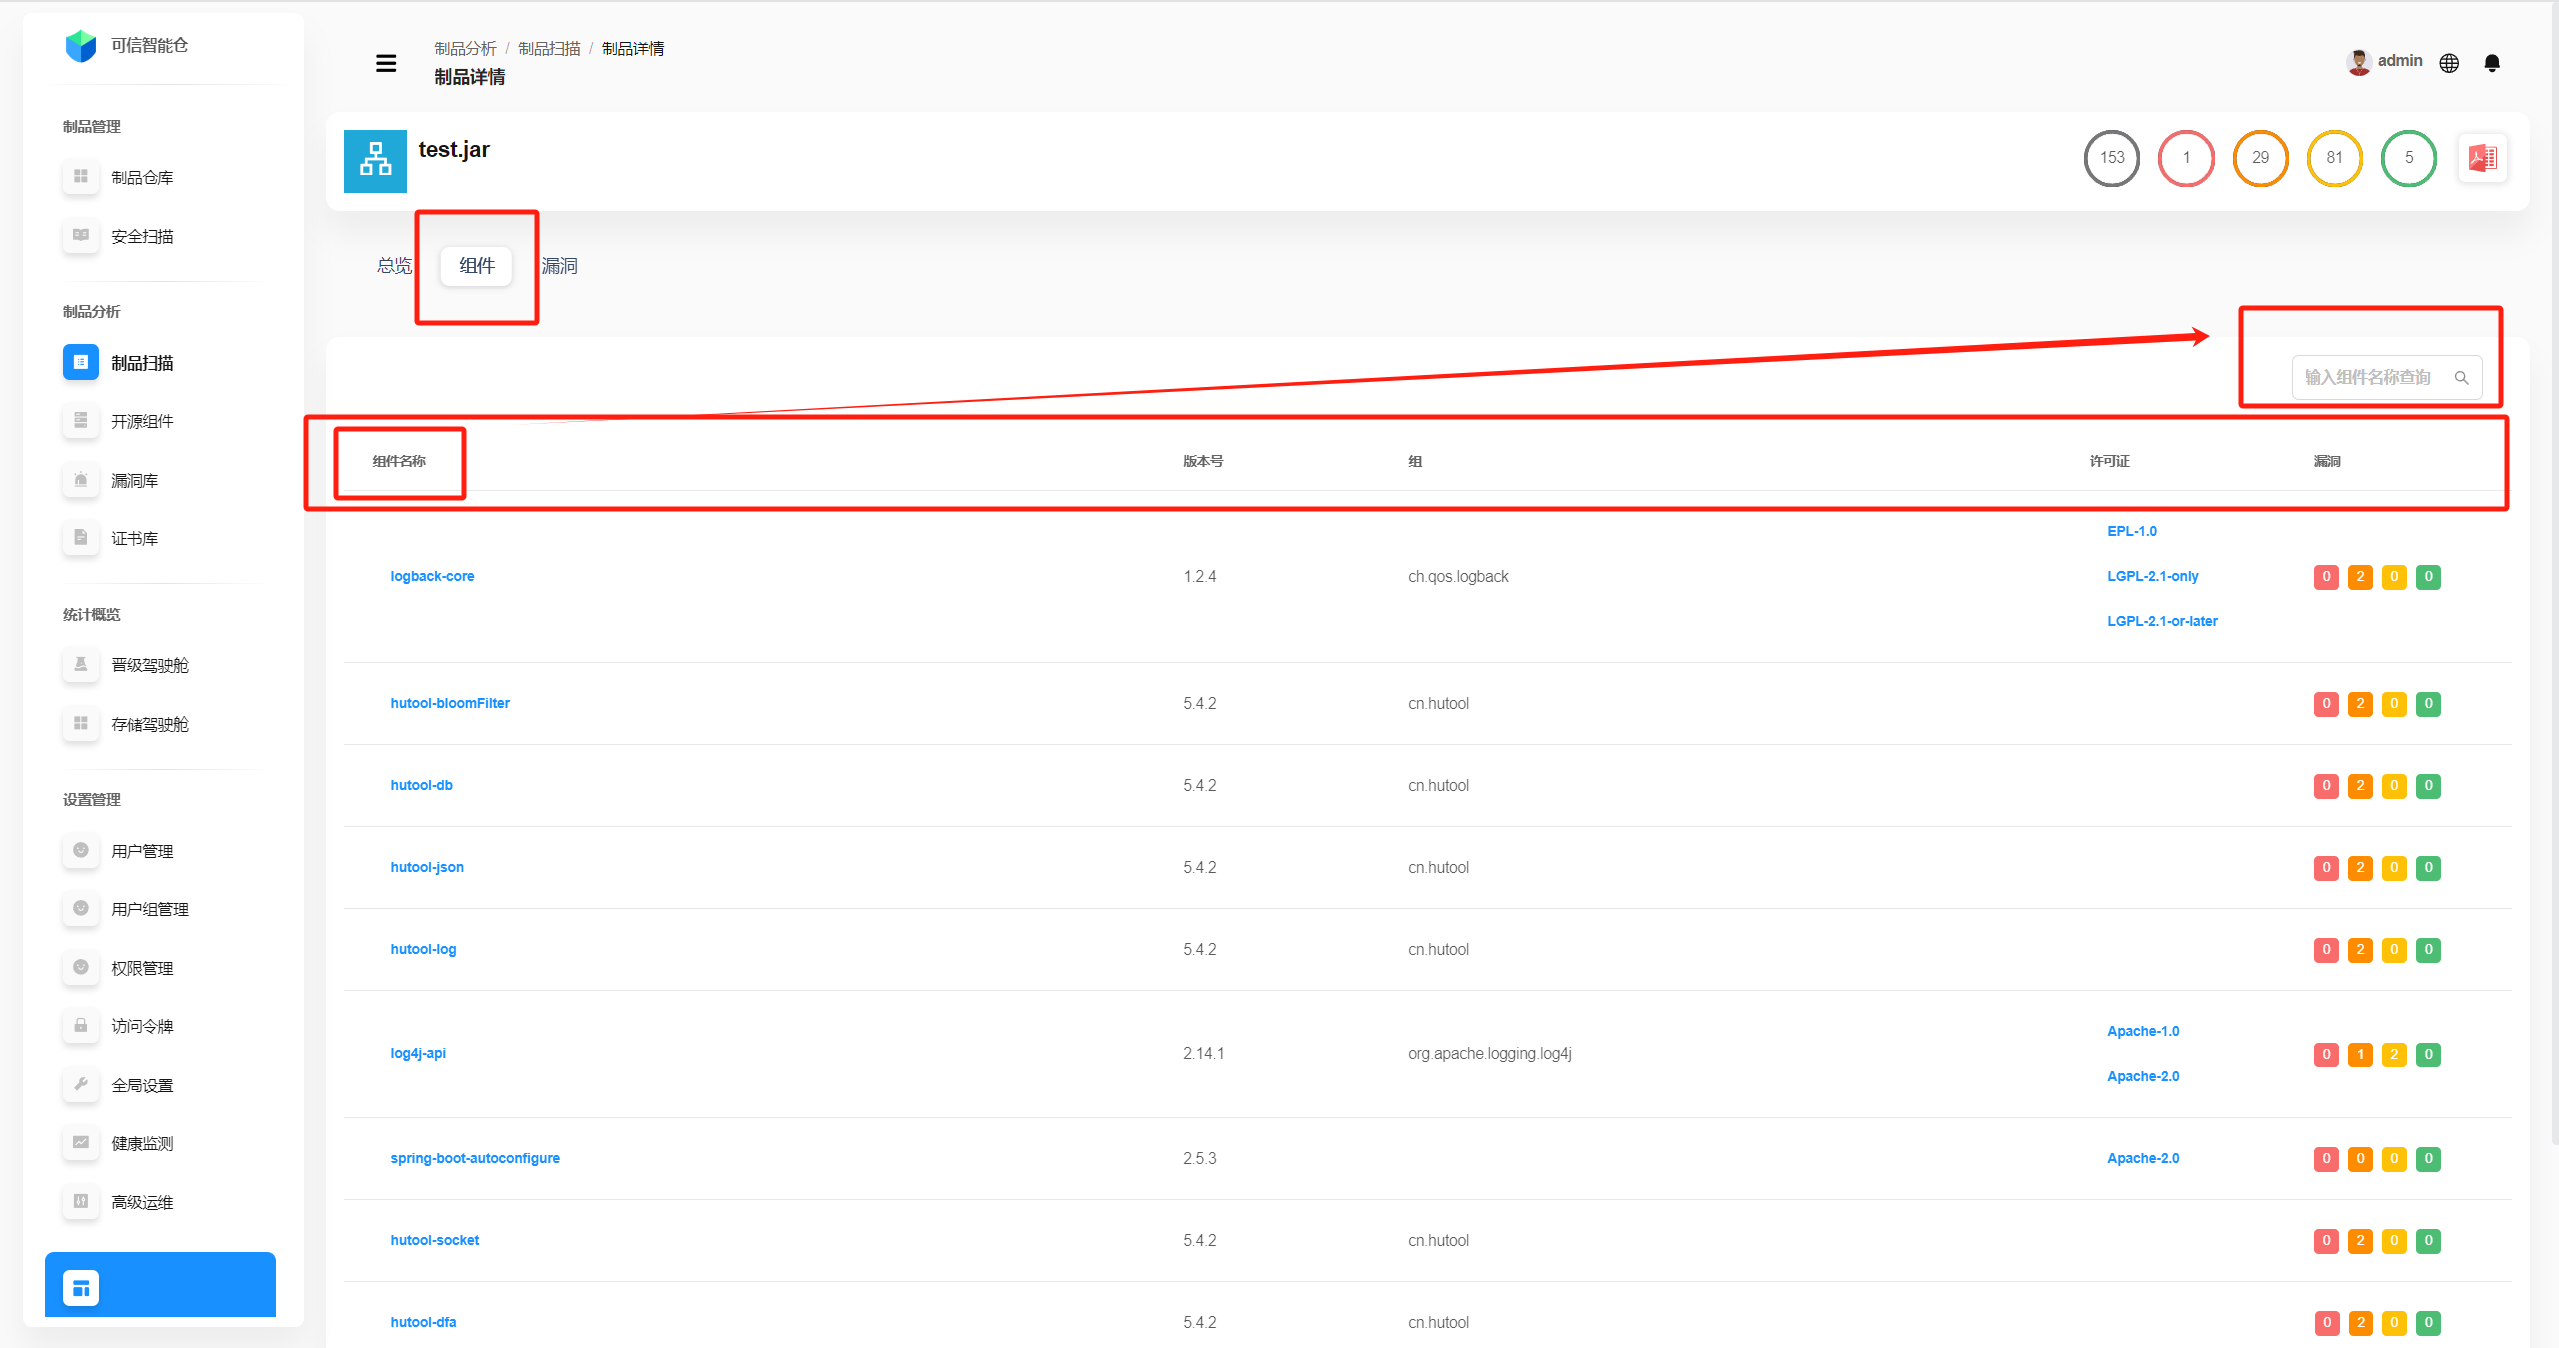 可信智能仓
制品管理
制品仓库
安全扫描
制品分析
制品扫描
开源组件
漏洞库
证书库
统计概览
晋级驾驶舱
存储驾驶舱
设置管理
用户管理
用户组管理
权限管理
访问令牌
全局设置
健康监测
高级运维
制品分析 / 制品扫描 / 制品详情
制品详情
admin
test.jar
153 1 29 81 5
总览 组件 漏洞
输入组件名称查询
组件名称 版本号 组 许可证 漏洞
logback-core 1.2.4 ch.qos.logback EPL-1.0 LGPL-2.1-only LGPL-2.1-or-later 0 2 0 0
hutool-bloomFilter 5.4.2 cn.hutool 0 2 0 0
hutool-db 5.4.2 cn.hutool 0 2 0 0
hutool-json 5.4.2 cn.hutool 0 2 0 0
hutool-log 5.4.2 cn.hutool 0 2 0 0
log4j-api 2.14.1 org.apache.logging.log4j Apache-1.0 Apache-2.0 0 1 2 0
spring-boot-autoconfigure 2.5.3 Apache-2.0 0 0 0 0
hutool-socket 5.4.2 cn.hutool 0 2 0 0
hutool-dfa 5.4.2 cn.hutool 0 2 0 0